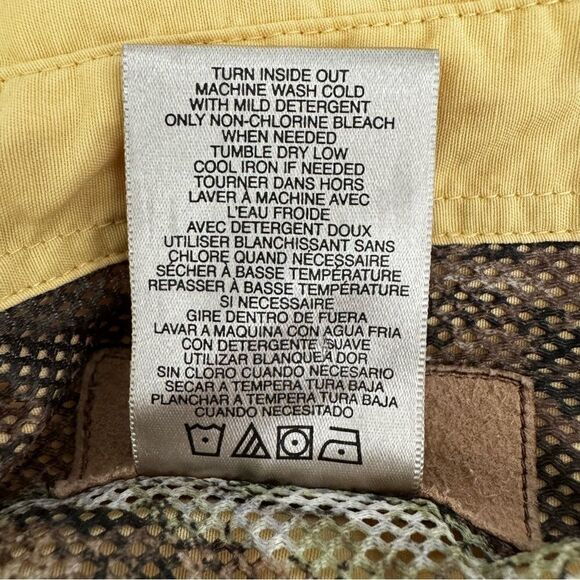 TURN INSIDE OUT
MACHINE WASH COLD
WITH MILD DETERGENT
ONLY NON-CHLORINE BLEACH
WHEN NEEDED
TUMBLE DRY LOW
COOL IRON IF NEEDED
TOURNER DANS HORS
LAVER À MACHINE AVEC
L'EAU FROIDE
AVEC DETERGENT DOUX
UTILISER BLANCHISSANT SANS
CHLORE QUAND NÉCESSAIRE
SÉCHER À BASSE TEMPÉRATURE
REPASSER À BASSE TEMPÉRATURE
SI NECESSAIRE
GIRE DENTRO DE FUERA
LAVAR A MAQUINA CON AGUA FRIA
CON DETERGENTE SUAVE
UTILIZAR BLANQUEA DOR
SIN CLORO CUANDO NECESARIO
SECAR A TEMPERA TURA BAJA
PLANCHAR A TEMPERA TURA BAJA
CUANDO NECESITADO